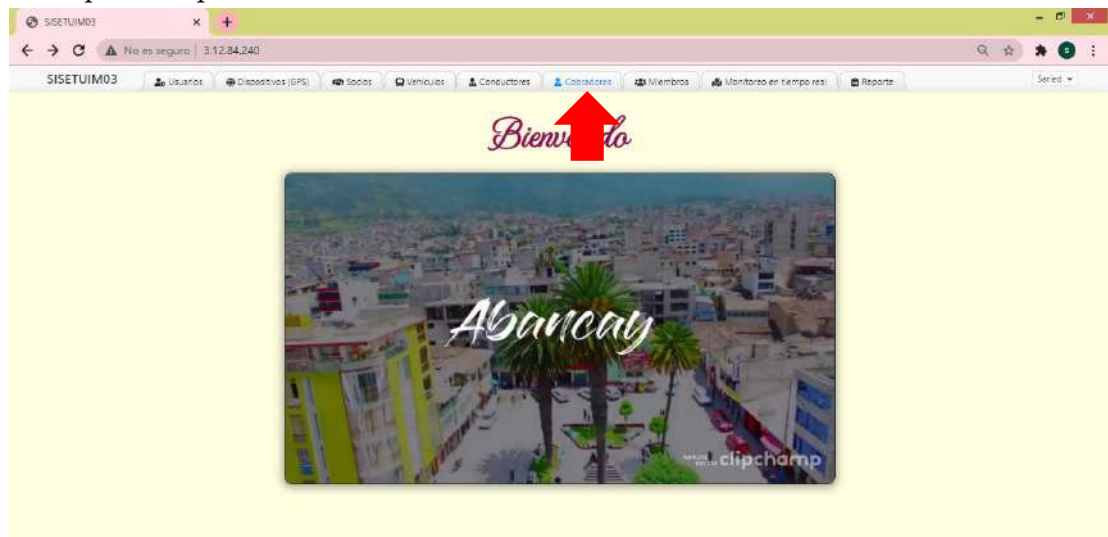 SISETUIM03
No es seguro | 3.12.84.240
SISETUIM03 Usuarios Dispositivos (GPS) Socios Vehiculos Conductores Cobradores Miembros Monitoreo en tiempo real Reporte
Abancay
clipchamp